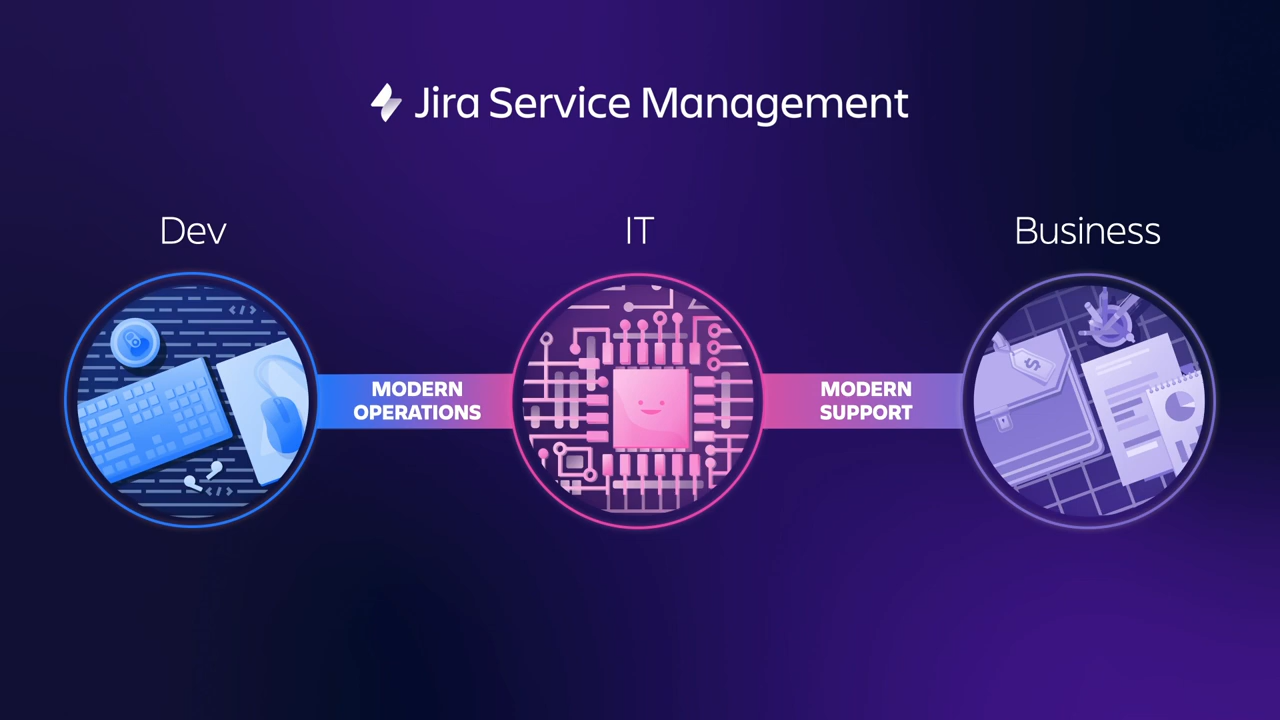 Jira Service Management
Dev
IT
Business
MODERN
OPERATIONS
MODERN
SUPPORT
</>
$
</>